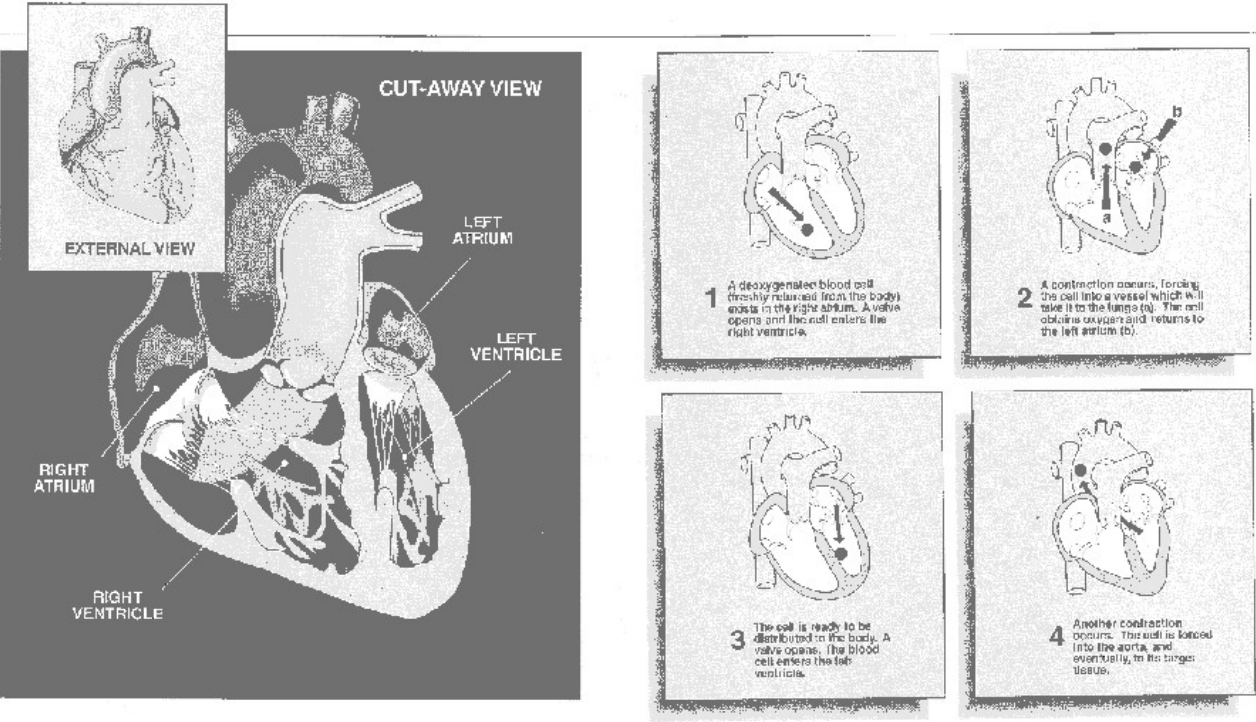 EXTERNAL VIEW
CUT-AWAY VIEW
LEFT
ATRIUM
LEFT
VENTRICLE
RIGHT
ATRIUM
RIGHT
VENTRICLE
1
A deoxygenated blood cell
(freshly returned from the body)
exists in the right atrium. A valve
opens and the cell enters the
right ventricle.
b
a
2
A contraction occurs, forcing
the cell into a vessel which will
take it to the lungs (a). The cell
obtains oxygen and returns to
the left atrium (b).
3
The cell is ready to be
distributed to the body. A
valve opens. The blood
cell enters the left
ventricle.
4
Another contraction
occurs. The cell is forced
into the aorta, and
eventually, to its target
tissue.